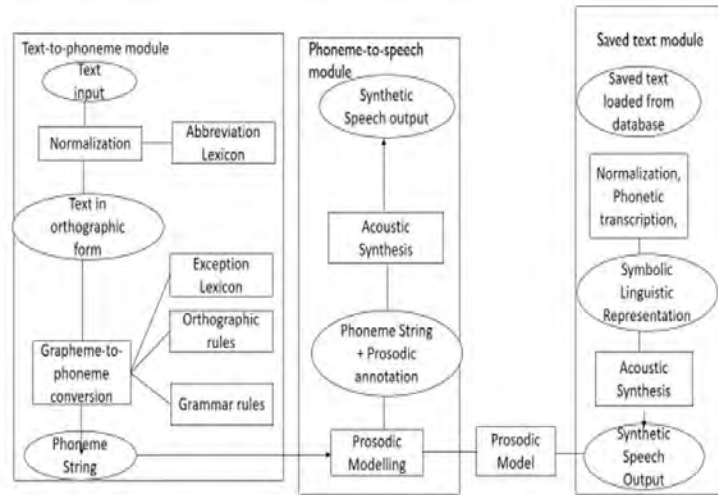 Text-to-phoneme module
Text
input
Normalization
Abbreviation
Lexicon
Text in
orthographic
form
Exception
Lexicon
Orthographic
rules
Grapheme-to-
phoneme
conversion
Grammar rules
Phoneme
String
Phoneme-to-speech
module
Synthetic
Speech output
Acoustic
Synthesis
Phoneme String
+ Prosodic
annotation
Prosodic
Modelling
Prosodic
Model
Saved text module
Saved text
loaded from
database
Normalization,
Phonetic
transcription,
Symbolic
Linguistic
Representation
Acoustic
Synthesis
Synthetic
Speech
Output